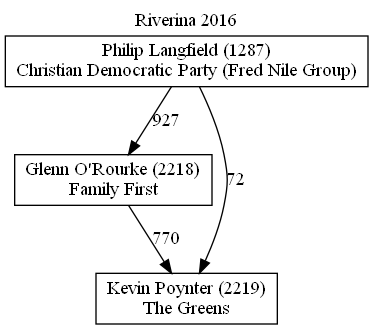 Riverina 2016
Philip Langfield (1287)
Christian Democratic Party (Fred Nile Group)
927
Glenn O'Rourke (2218)
Family First
72
770
Kevin Poynter (2219)
The Greens